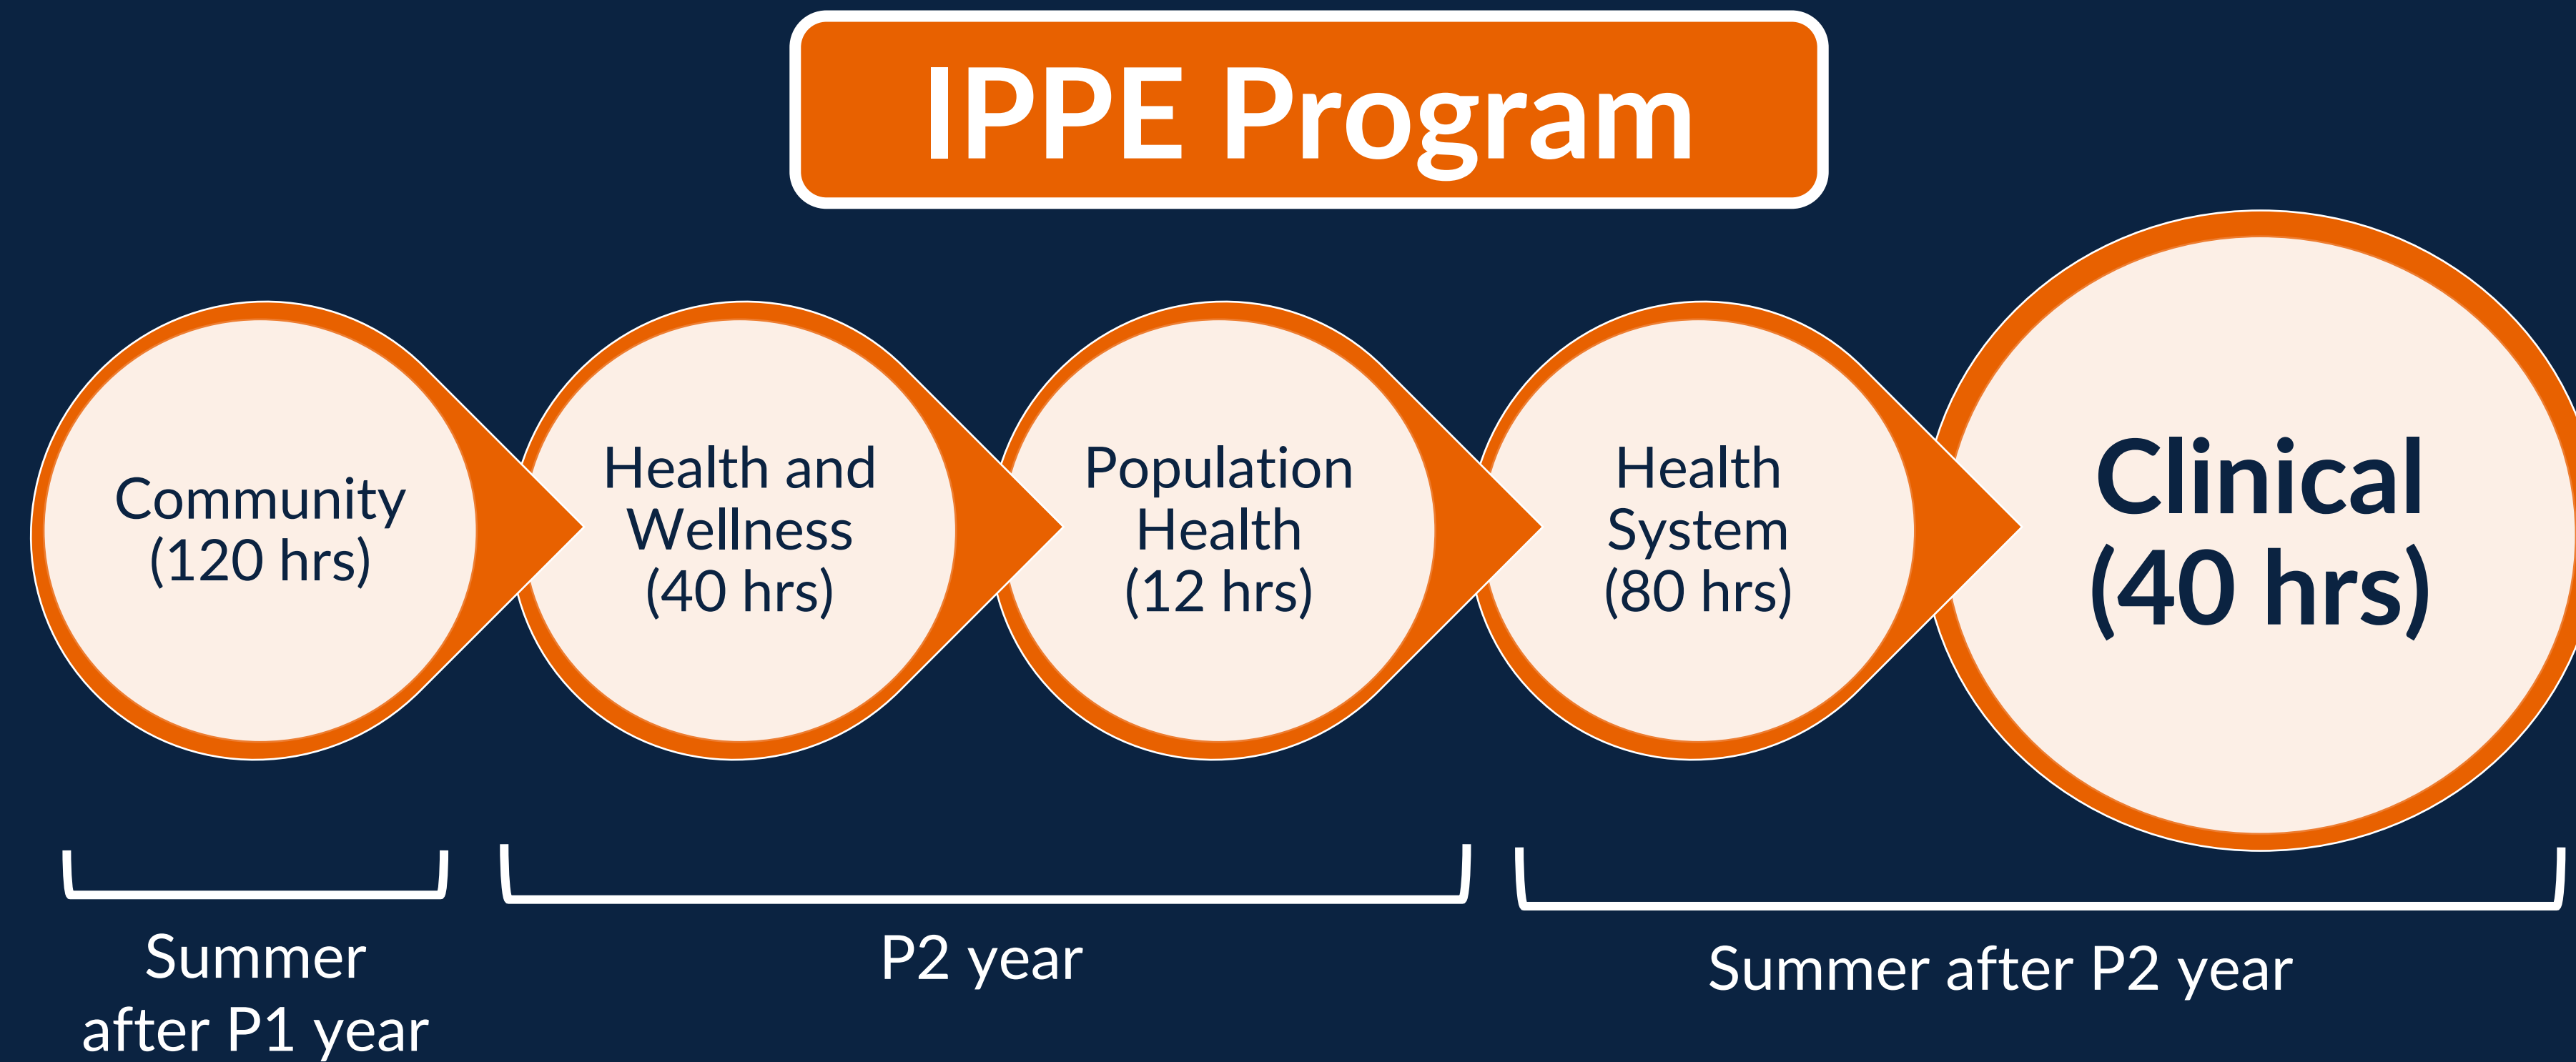 IPPE Program
Community
(120 hrs)
Health and
Wellness
(40 hrs)
Population
Health
(12 hrs)
Health
System
(80 hrs)
Clinical
(40 hrs)
Summer
after P1 year
P2 year
Summer after P2 year